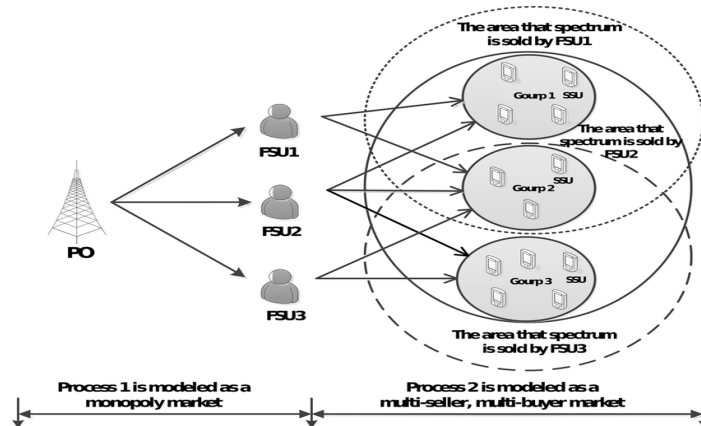 The area that spectrum
is sold by FSU1
Gourp 1
SSU
FSU1
The area that
spectrum is sold by
FSU2
SSU
Gourp 2
PO
FSU2
Gourp 3
SSU
FSU3
The area that spectrum
is sold by FSU3
Process 1 is modeled as a
monopoly market
Process 2 is modeled as a
multi-seller, multi-buyer market